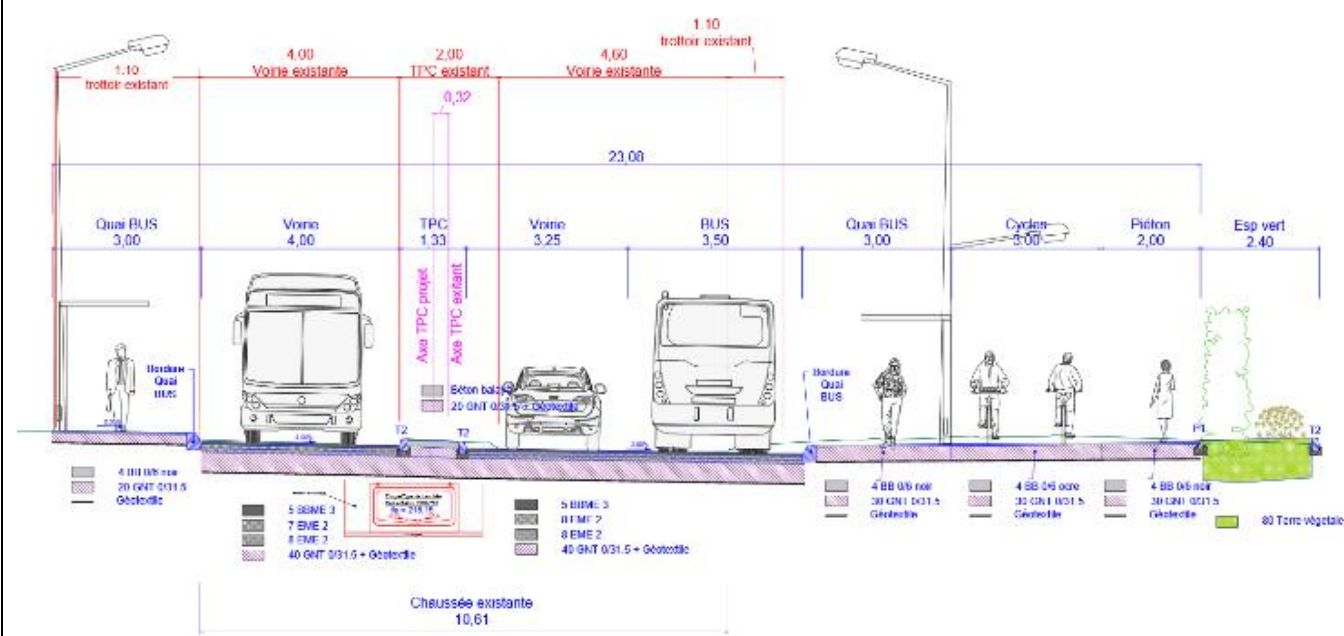 1.10
trottoir existant
4,00
Voirie existante
2,00
TPC existant
4,60
Voirie existante
1.10
trottoir existant
0,32
23,08
Quai BUS
3,00
Voirie
4,00
TPC
1.33
Voirie
3.25
BUS
3,50
Quai BUS
3,00
Cycles
3,00
Piéton
2,00
Esp vert
2.40
Axe TPC projet
Axe TPC exitant
Bordure
Quai
BUS
Béton balayé
20 GNT 0/31.5 + Géotextile
Bordure
Quai
BUS
T2
T2
P1
T2
4 BB 0/6 noir
20 GNT 0/31.5
Géotextile
5 BBME 3
7 EME 2
8 EME 2
40 GNT 0/31.5 + Géotextile
5 BBME 3
8 EME 2
8 EME 2
40 GNT 0/31.5 + Géotextile
4 BB 0/6 noir
30 GNT 0/31.5
Géotextile
4 BB 0/6 ocre
30 GNT 0/31.5
Géotextile
4 BB 0/6 noir
30 GNT 0/31.5
Géotextile
80 Terre végetale
Chaussée existante
10,61